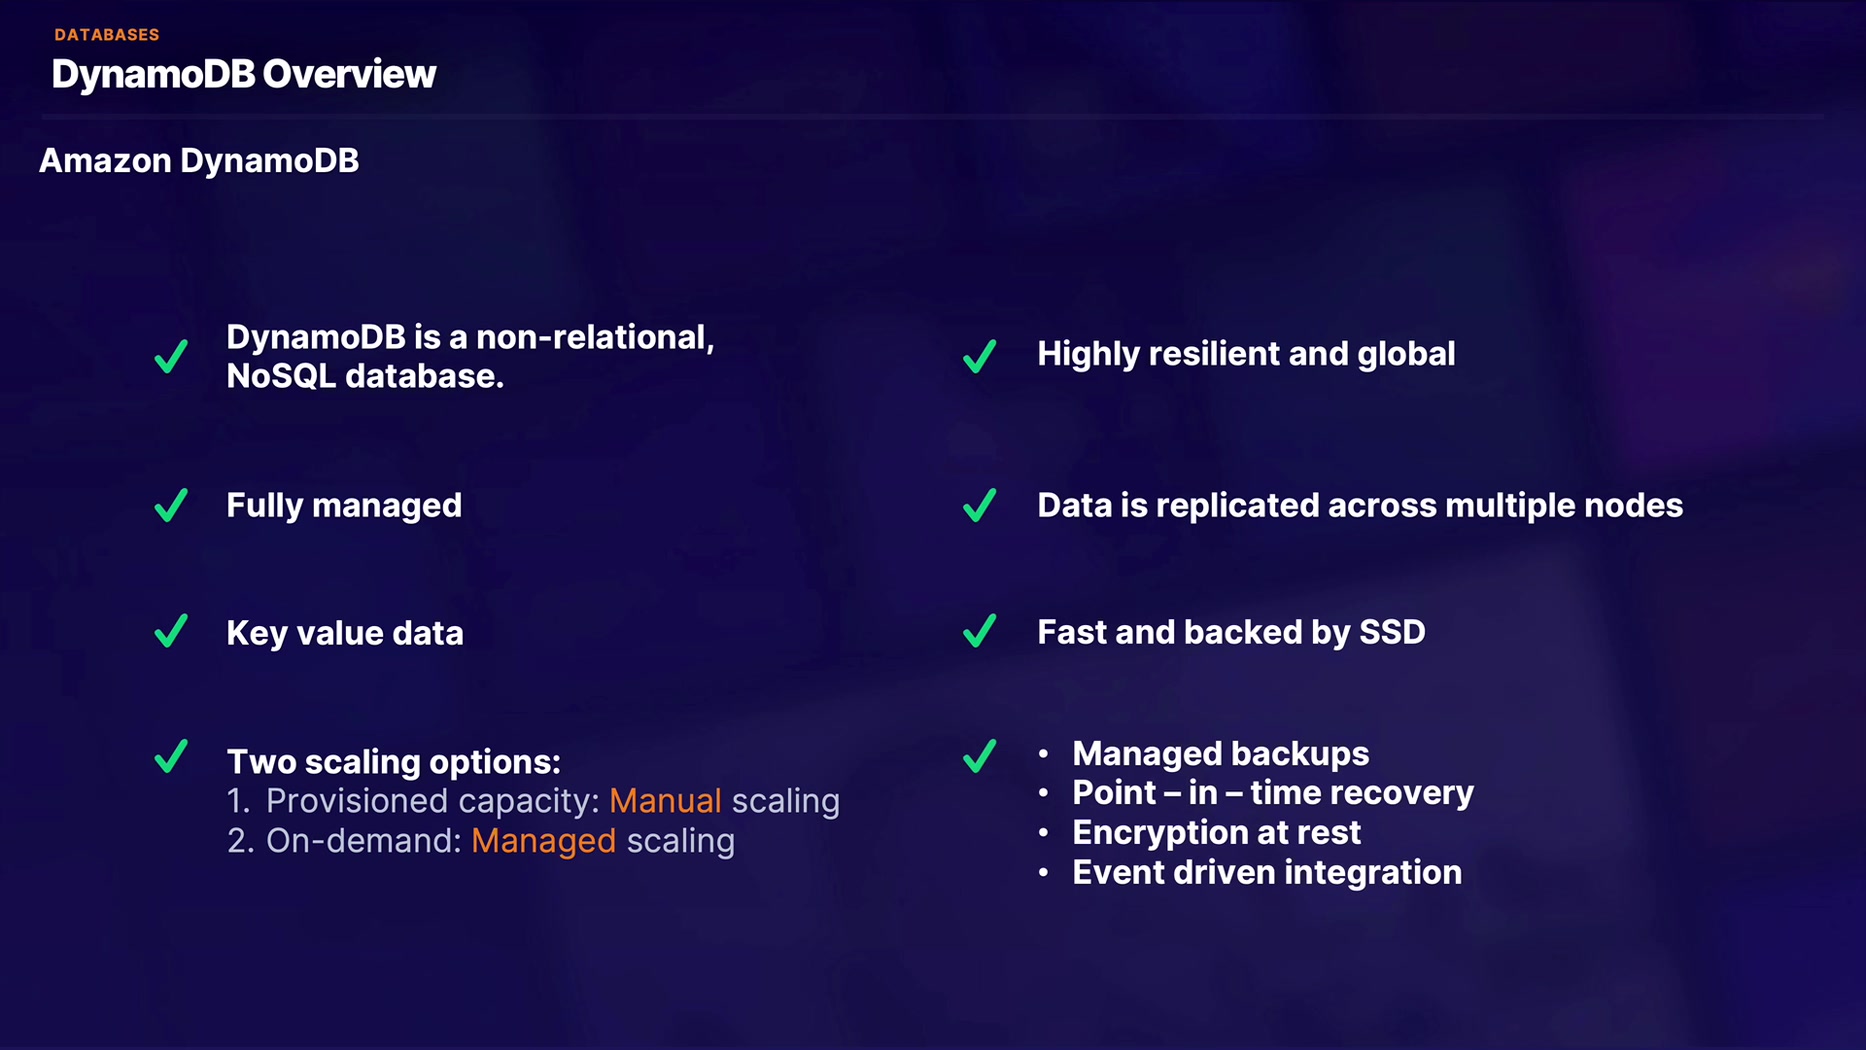 DATABASES
DynamoDB Overview
Amazon DynamoDB
DynamoDB is a non-relational,
NoSQL database.
Fully managed
Key value data
Two scaling options:
1. Provisioned capacity: Manual scaling
2. On-demand: Managed scaling
Highly resilient and global
Data is replicated across multiple nodes
Fast and backed by SSD
• Managed backups
• Point – in – time recovery
• Encryption at rest
• Event driven integration